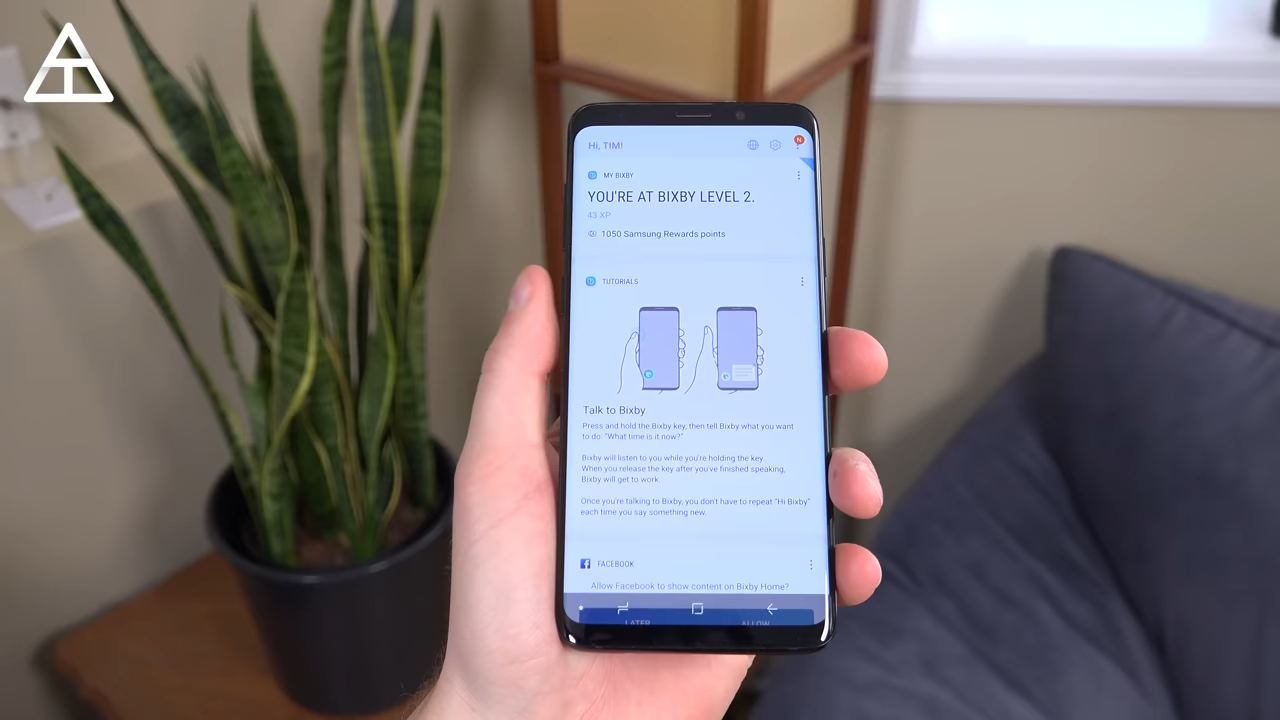 Hi, TIM!
N
MY BIXBY
YOU'RE AT BIXBY LEVEL 2.
43 XP
1050 Samsung Rewards points
TUTORIALS
Talk to Bixby
Press and hold the Bixby key, then tell Bixby what you want
to do: "What time is it now?"
Bixby will listen to you while you're holding the key.
When you release the key after you've finished speaking,
Bixby will get to work.
Once you're talking to Bixby, you don't have to repeat "Hi Bixby"
each time you say something new.
FACEBOOK
Allow Facebook to show content on Bixby Home?
LATER ALLOW